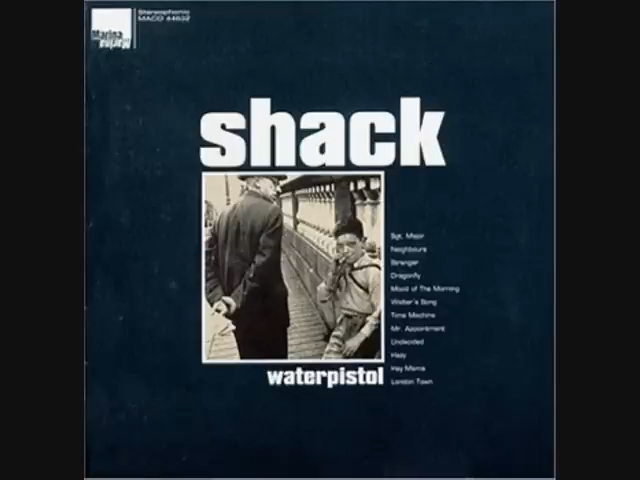 Marina
Marina
Stereophonic
MACD 44632
shack
Sgt. Major
Neighbours
Stranger
Dragonfly
Mood of The Morning
Walter's Song
Time Machine
Mr. Appointment
Undecided
Hazy
Hey Mama
London Town
waterpistol